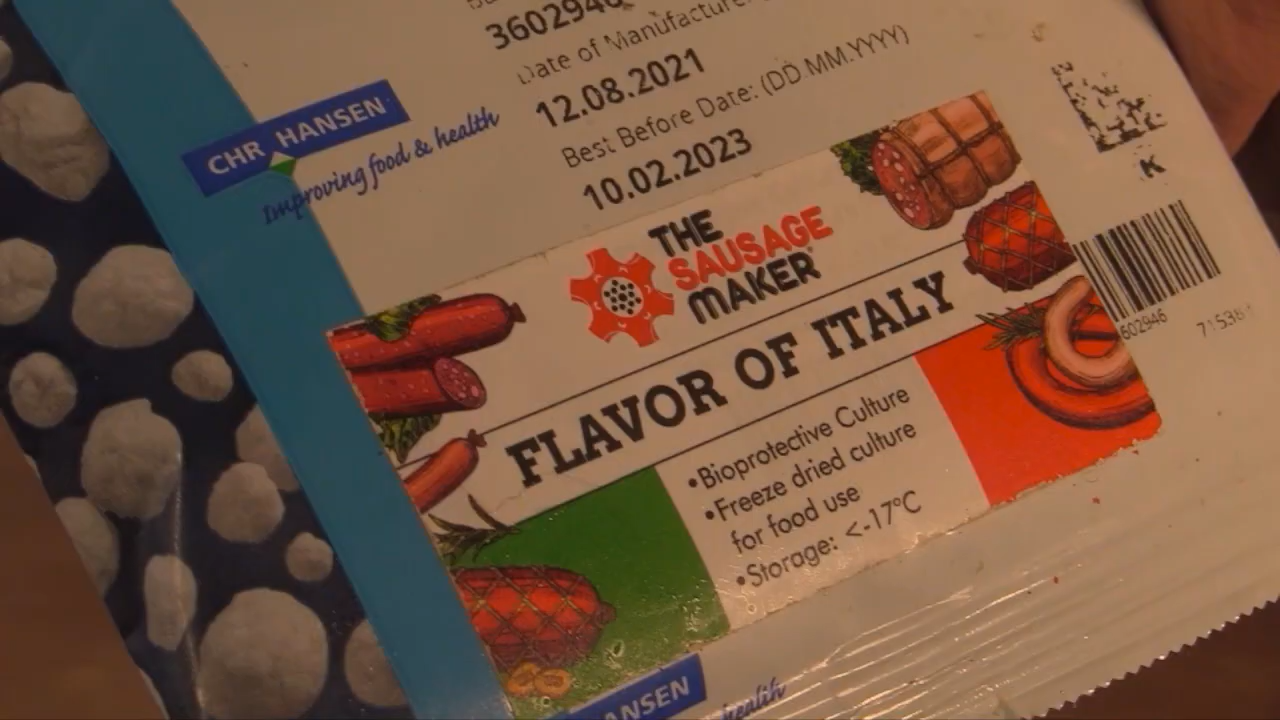 Date of Manufacture:
12.08.2021
Best Before Date: (DD.MM.YYYY)
10.02.2023
CHR HANSEN
Improving food & health
K
THE
SAUSAGE
MAKER
FLAVOR OF ITALY
•Bioprotective Culture
•Freeze dried culture
for food use
•Storage: <-17°C
602946
HANSEN
health